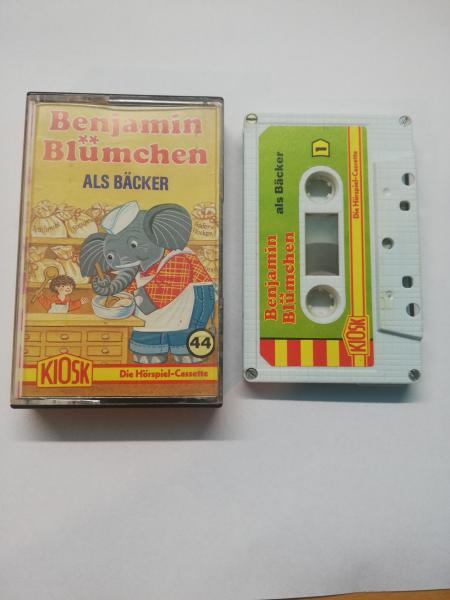 Benjamin
Blümchen
ALS BÄCKER
44
KIOSK
Die Hörspiel-Cassette
Benjamin
Blümchen
als Bäcker
1
KIOSK
Die Hörspiel-Cassette